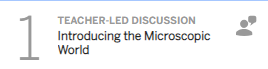 1
TEACHER-LED DISCUSSION
Introducing the Microscopic
World